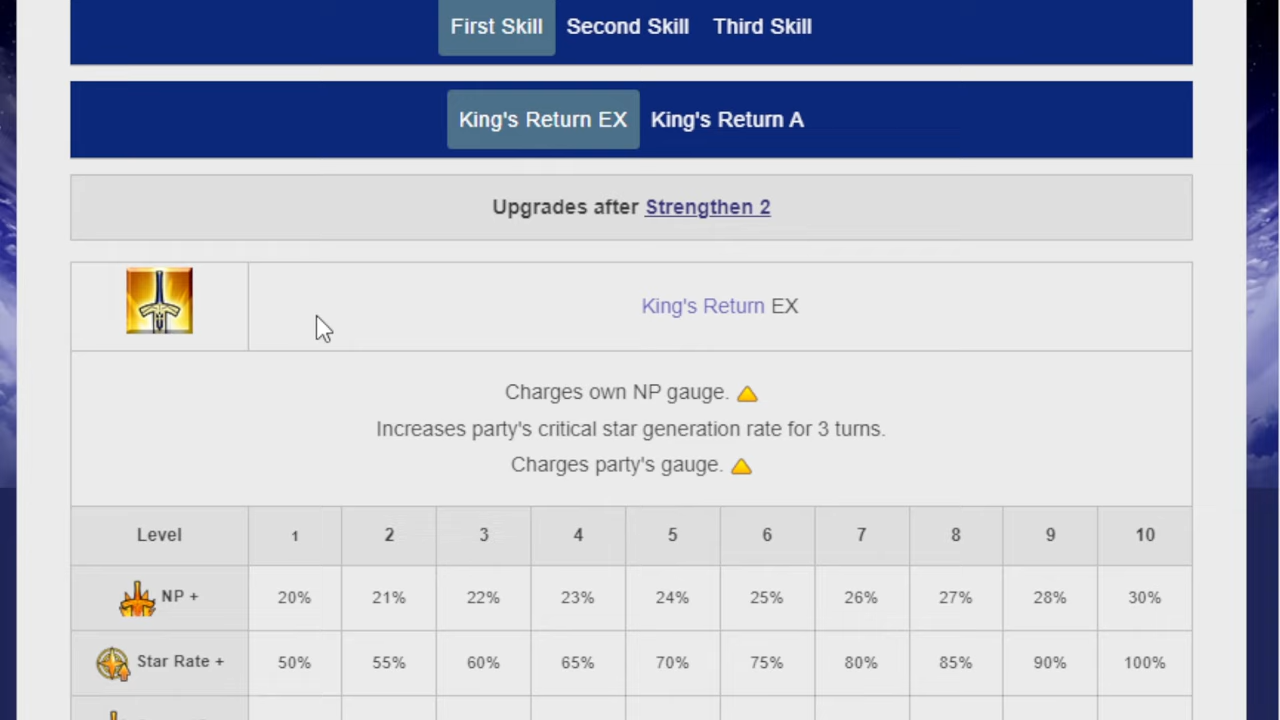 First Skill Second Skill Third Skill
King's Return EX King's Return A
Upgrades after Strengthen 2
King's Return EX
Charges own NP gauge.
Increases party's critical star generation rate for 3 turns.
Charges party's gauge.
Level 1 2 3 4 5 6 7 8 9 10
NP + 20% 21% 22% 23% 24% 25% 26% 27% 28% 30%
Star Rate + 50% 55% 60% 65% 70% 75% 80% 85% 90% 100%